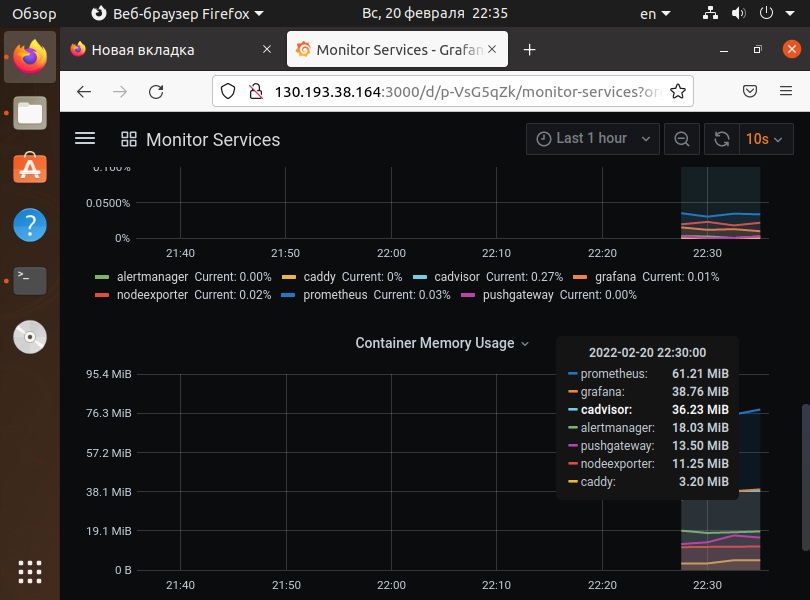 Обзор Веб-браузер Firefox Вс, 20 февраля 22:35 en
Новая вкладка Monitor Services - Grafan
130.193.38.164:3000/d/p-VsG5qZk/monitor-services?or
Monitor Services Last 1 hour 10s
0.100%
0.0500%
0%
21:40 21:50 22:00 22:10 22:20 22:30
alertmanager Current: 0.00% caddy Current: 0% cadvisor Current: 0.27% grafana Current: 0.01%
nodeexporter Current: 0.02% prometheus Current: 0.03% pushgateway Current: 0.00%
Container Memory Usage
2022-02-20 22:30:00
prometheus: 61.21 MiB
grafana: 38.76 MiB
cadvisor: 36.23 MiB
alertmanager: 18.03 MiB
pushgateway: 13.50 MiB
nodeexporter: 11.25 MiB
caddy: 3.20 MiB
95.4 MiB
76.3 MiB
57.2 MiB
38.1 MiB
19.1 MiB
0 B
21:40 21:50 22:00 22:10 22:20 22:30